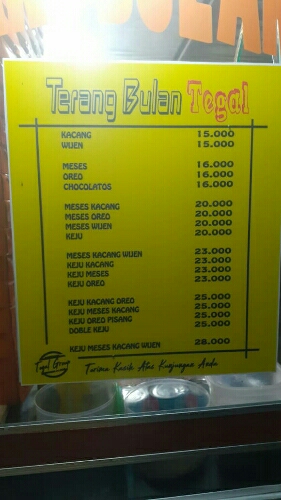 Terang Bulan Tegal
KACANG 15.000
WIJEN 15.000
MESES 16.000
OREO 16.000
CHOCOLATOS 16.000
MESES KACANG 20.000
MESES OREO 20.000
MESES WIJEN 20.000
KEJU 20.000
MESES KACANG WIJEN 23.000
KEJU KACANG 23.000
KEJU MESES 23.000
KEJU OREO 23.000
KEJU KACANG OREO 25.000
KEJU MESES KACANG 25.000
KEJU OREO PISANG 25.000
DOBLE KEJU 25.000
KEJU MESES KACANG WIJEN 28.000
Tegal Group
Terima Kasih Atas Kunjungan Anda